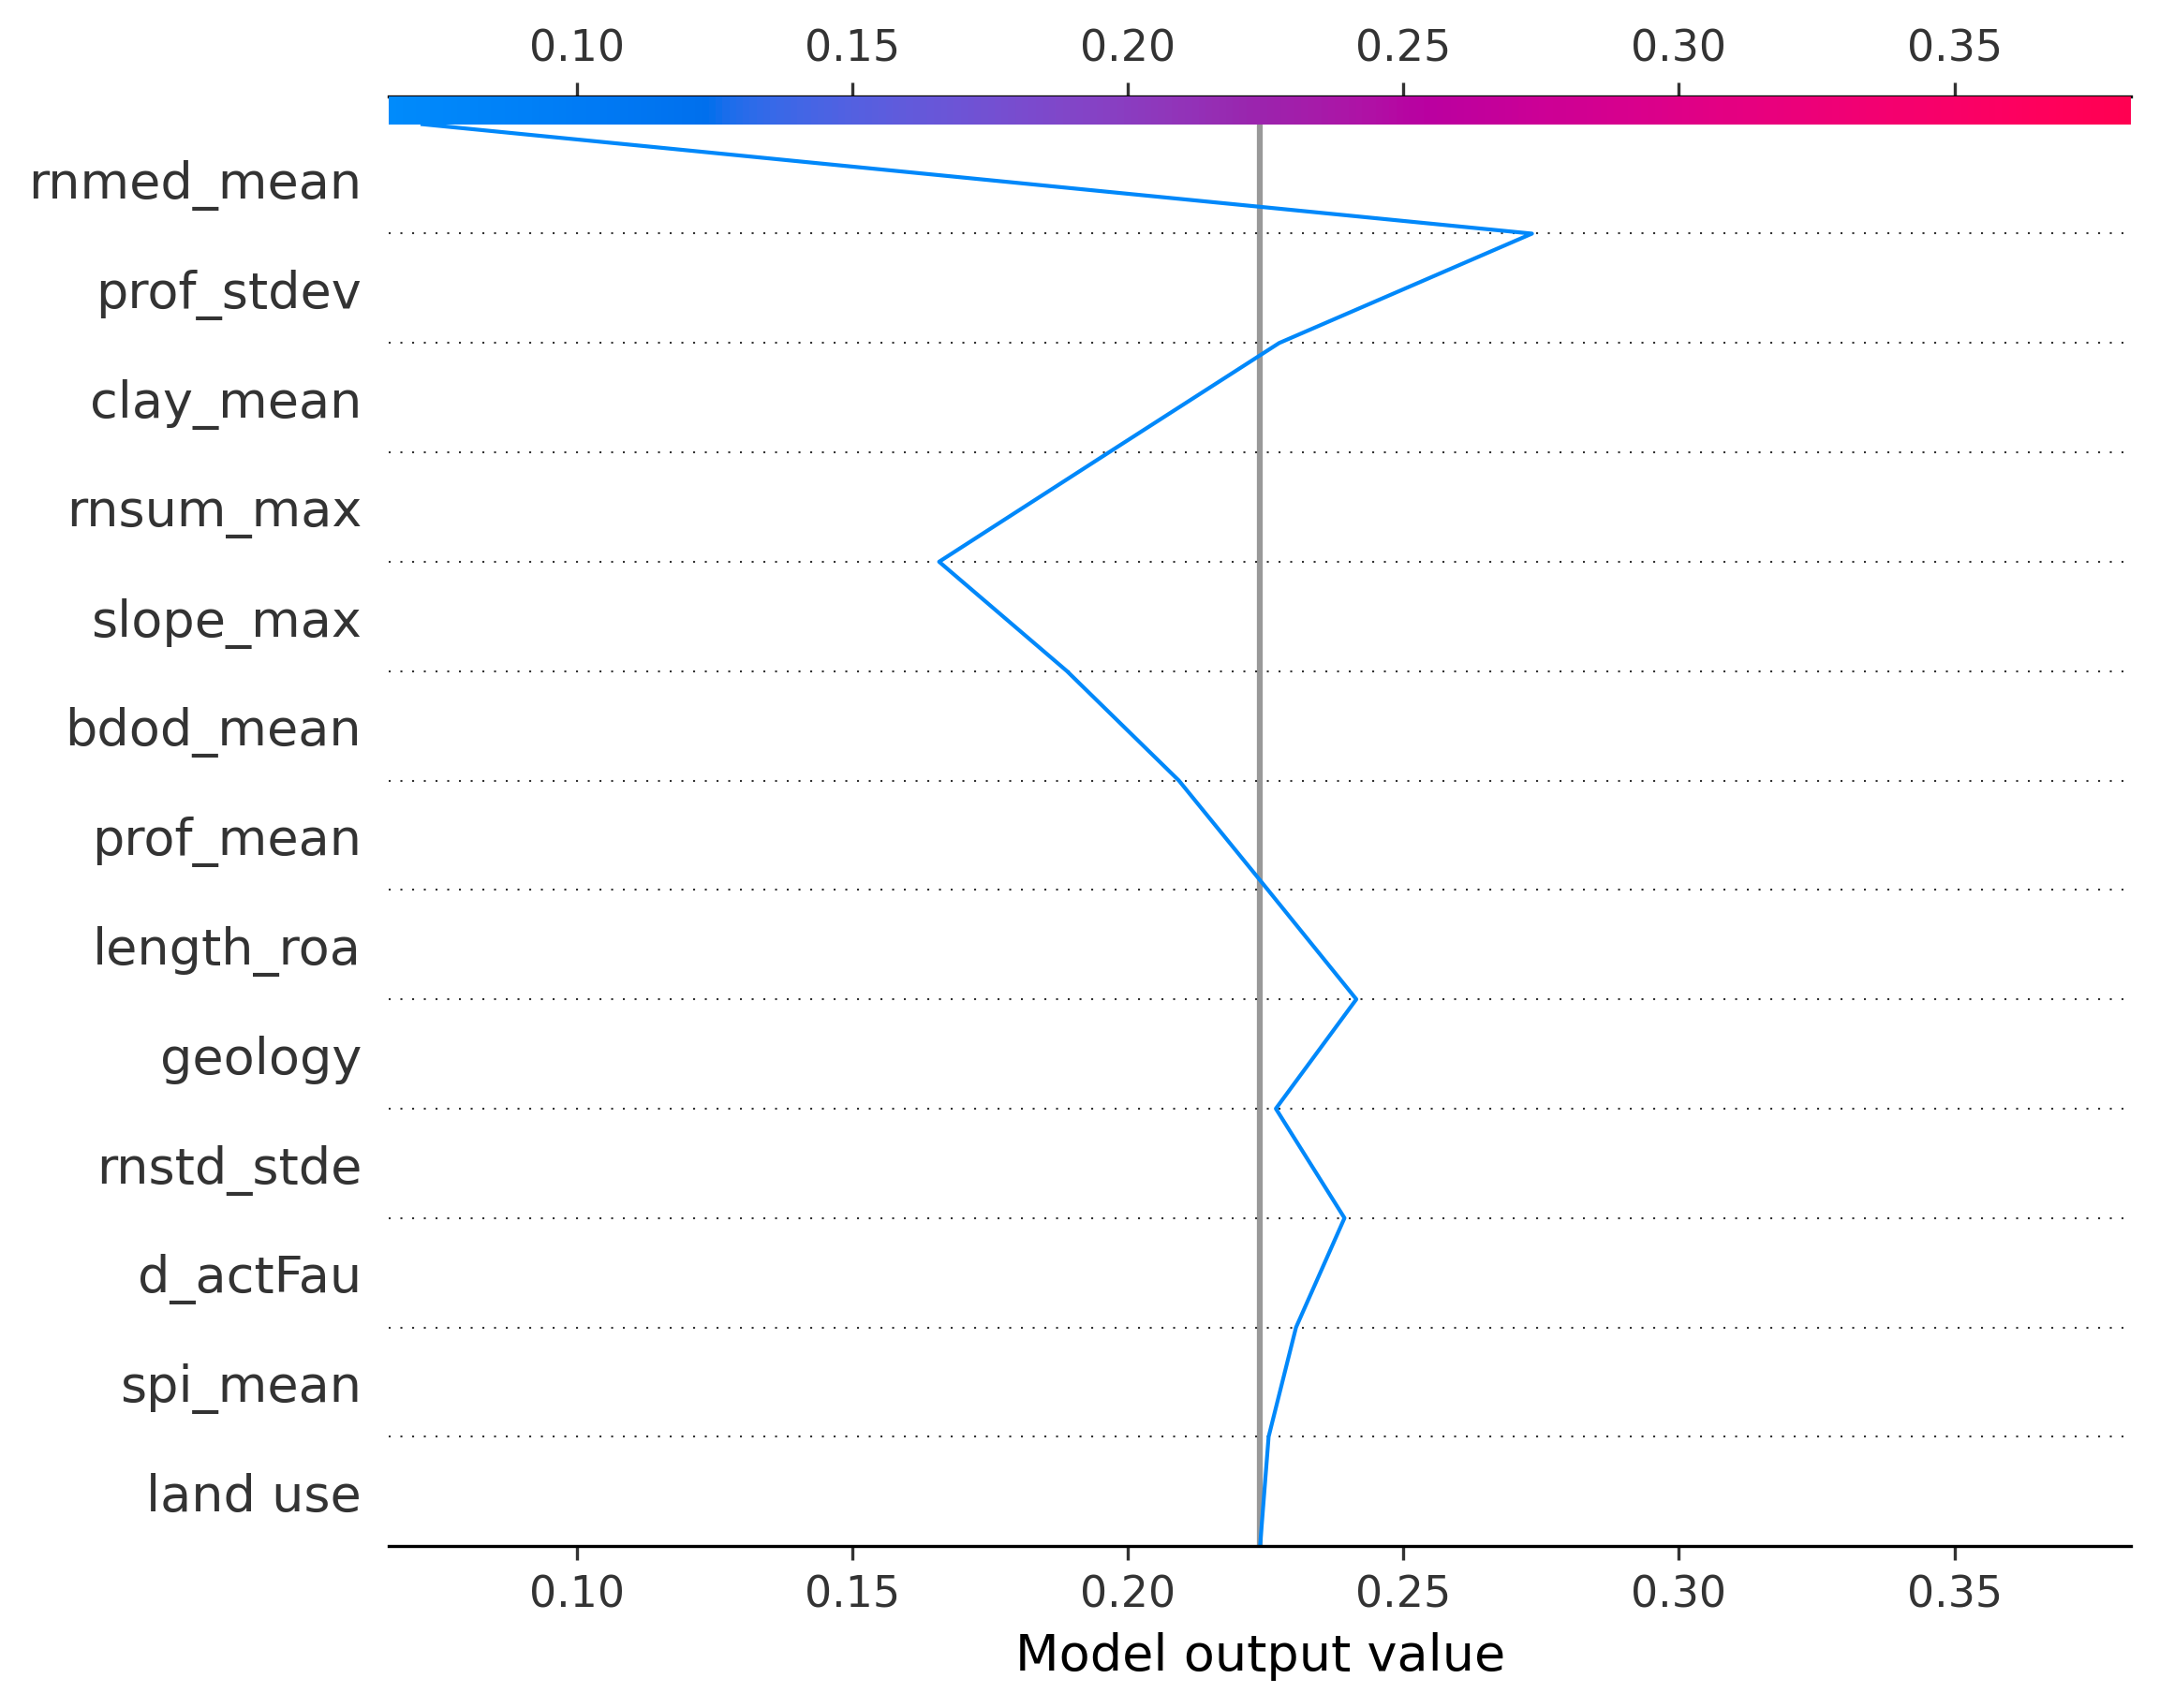 0.10 0.15 0.20 0.25 0.30 0.35
rnmed_mean
prof_stdev
clay_mean
rnsum_max
slope_max
bdod_mean
prof_mean
length_roa
geology
rnstd_stde
d_actFau
spi_mean
land use
0.10 0.15 0.20 0.25 0.30 0.35
Model output value